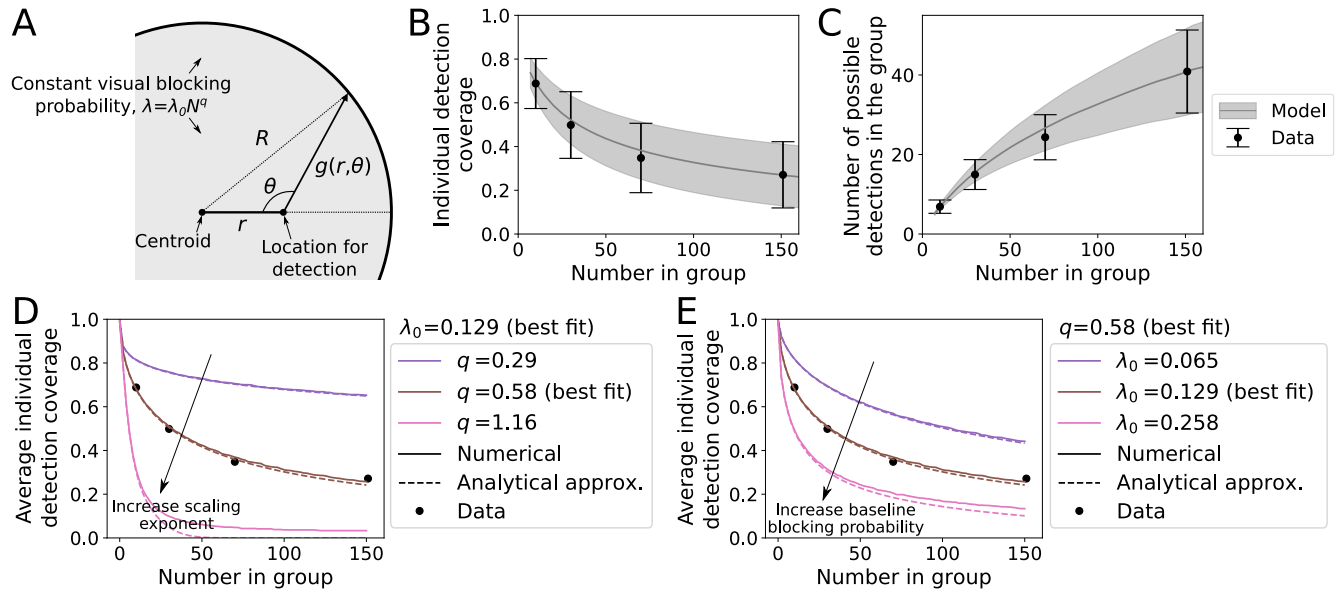 A
Constant visual blocking
probability, λ=λ₀N^q
R
g(r,θ)
θ
r
Centroid
Location for
detection
B
Individual detection
coverage
1.0
0.8
0.6
0.4
0.2
0.0
0
50
100
150
Number in group
C
Number of possible
detections in the group
40
20
0
0
50
100
150
Number in group
Model
Data
D
Average individual
detection coverage
1.0
0.8
0.6
0.4
0.2
0.0
0
50
100
150
Number in group
Increase scaling
exponent
λ₀=0.129 (best fit)
q=0.29
q=0.58 (best fit)
q=1.16
Numerical
Analytical approx.
Data
E
Average individual
detection coverage
1.0
0.8
0.6
0.4
0.2
0.0
0
50
100
150
Number in group
Increase baseline
blocking probability
q=0.58 (best fit)
λ₀=0.065
λ₀=0.129 (best fit)
λ₀=0.258
Numerical
Analytical approx.
Data